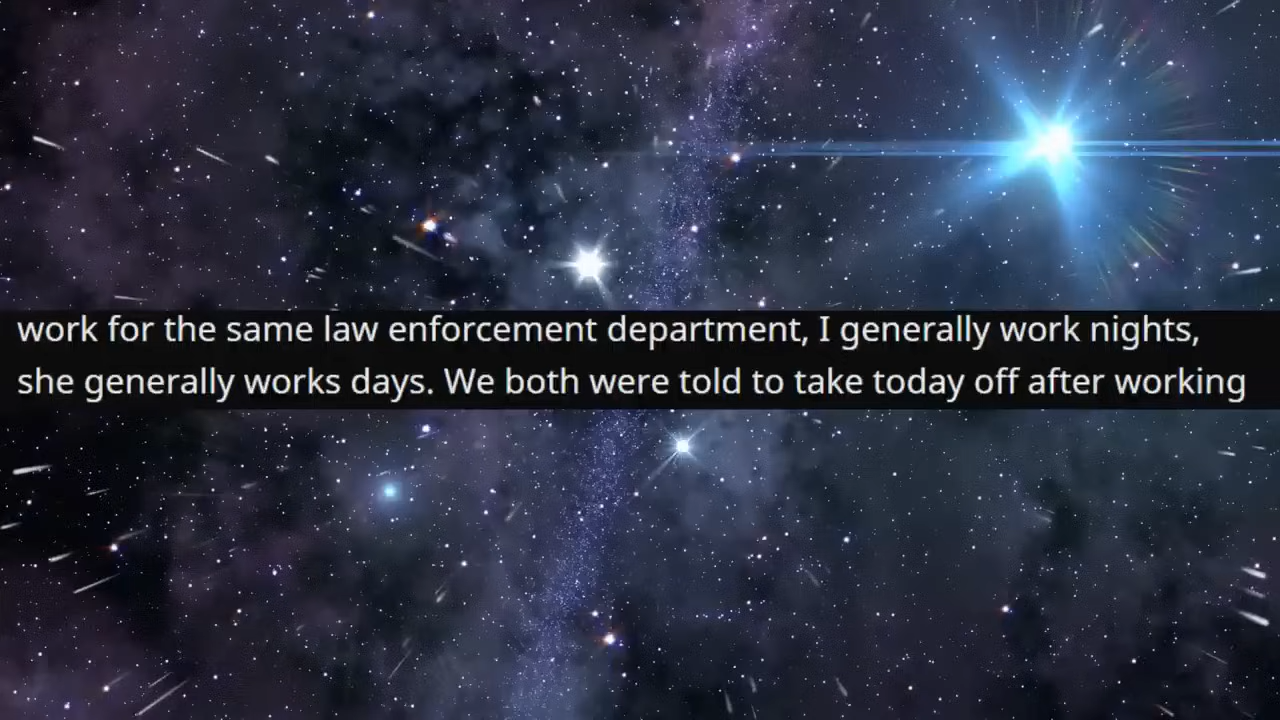 work for the same law enforcement department, I generally work nights,
she generally works days. We both were told to take today off after working